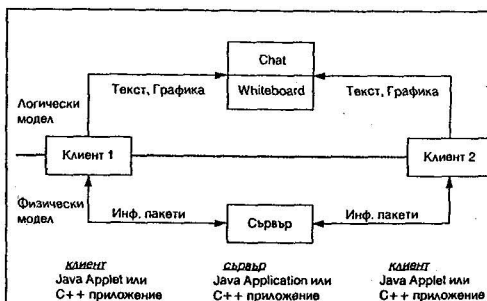 Chat
Whiteboard
Текст, Графика
Текст, Графика
Логически
модел
Клиент 1
Клиент 2
Физически
модел
Инф. пакети
Сървър
Инф. пакети
клиент
Java Applet или
C++ приложение
сървър
Java Application или
C++ приложение
клиент
Java Applet или
C++ приложение